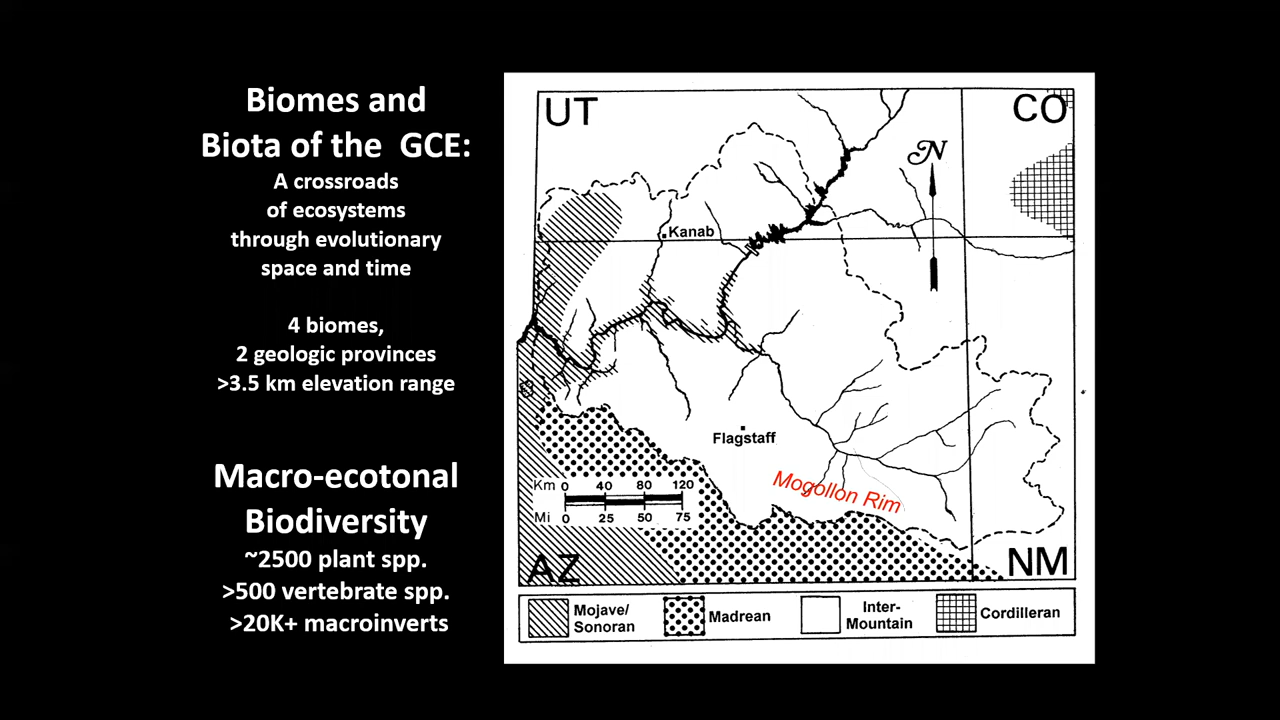 Biomes and
Biota of the GCE:
A crossroads
of ecosystems
through evolutionary
space and time
4 biomes,
2 geologic provinces
>3.5 km elevation range
Macro-ecotonal
Biodiversity
~2500 plant spp.
>500 vertebrate spp.
>20K+ macroinverts
UT
CO
N
Kanab
Flagstaff
Mogollon Rim
Km 0 40 80 120
Mi 0 25 50 75
AZ
NM
Mojave/
Sonoran
Madrean
Inter-
Mountain
Cordilleran